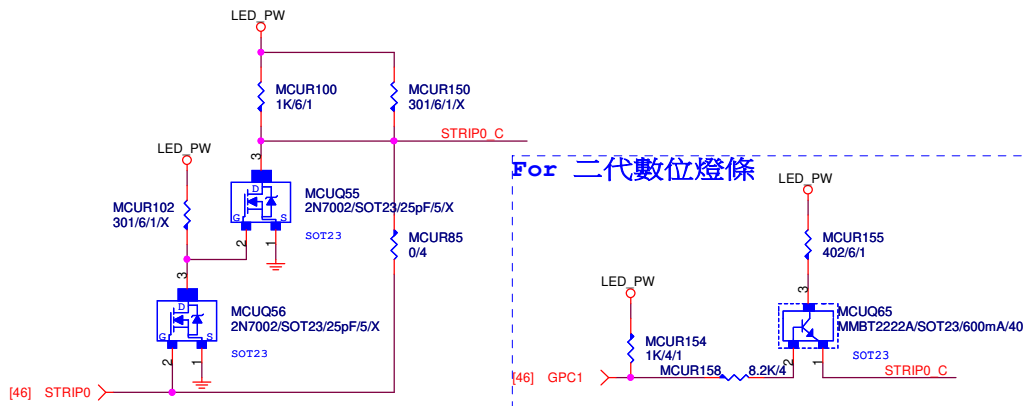 LED_PW
MCUR100
1K/6/1
MCUR150
301/6/1/X
STRIP0_C
LED_PW
3
D
G
S
2
1
MCUQ55
2N7002/SOT23/25pF/5/X
SOT23
MCUR102
301/6/1/X
MCUR85
0/4
3
D
G
S
2
1
MCUQ56
2N7002/SOT23/25pF/5/X
SOT23
[46] STRIP0
For 二代數位燈條
LED_PW
MCUR155
402/6/1
LED_PW
3
MCUQ65
MMBT2222A/SOT23/600mA/40
SOT23
2
1
MCUR154
1K/4/1
MCUR158
8.2K/4
[46] GPC1
STRIP0_C